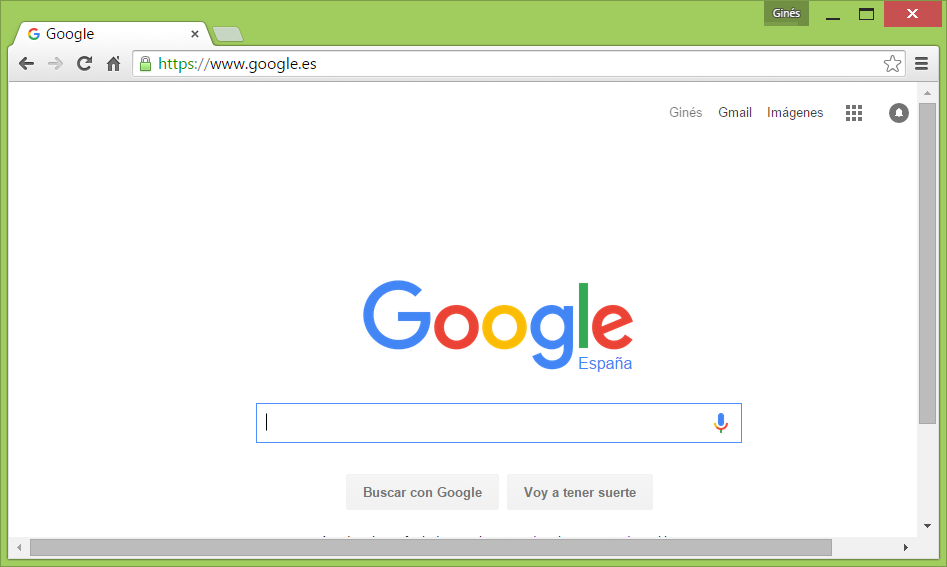 Ginés
Google
https://www.google.es
Ginés Gmail Imágenes
Google
España
Buscar con Google
Voy a tener suerte